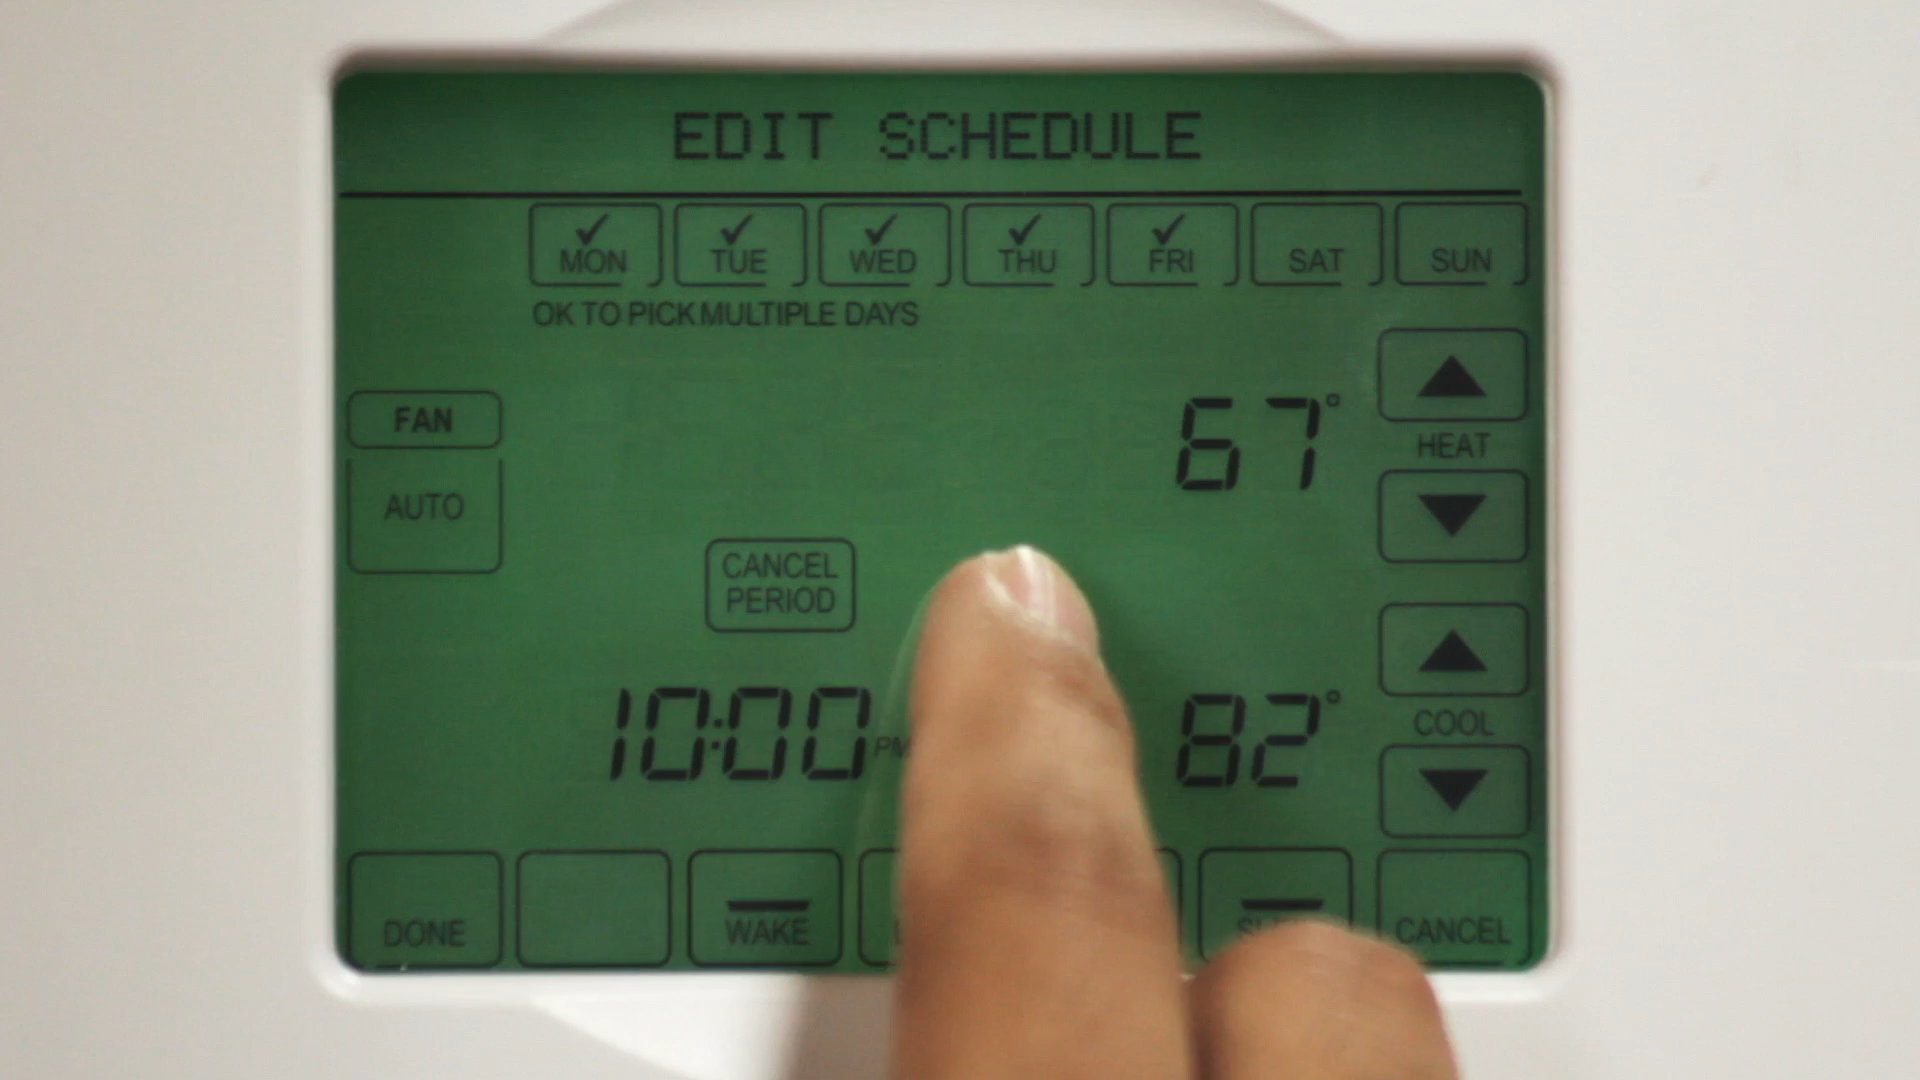 EDIT SCHEDULE
MON TUE WED THU FRI SAT SUN
OK TO PICK MULTIPLE DAYS
FAN
AUTO
67°
HEAT
CANCEL
PERIOD
10:00 PM
82°
COOL
DONE WAKE CANCEL